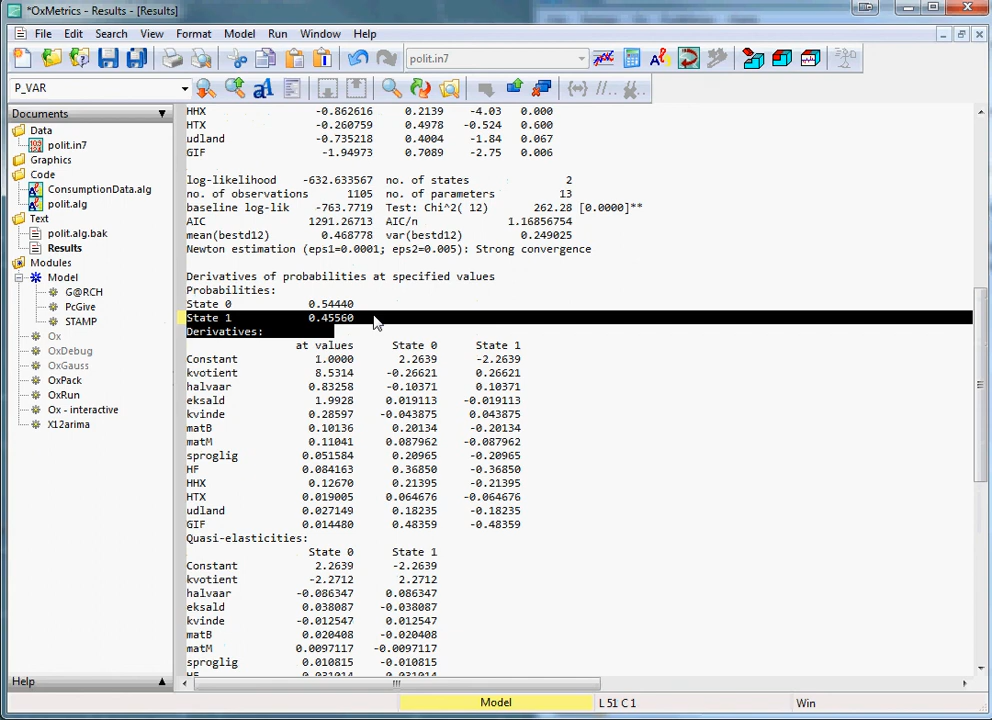 *OxMetrics - Results - [Results]
File Edit Search View Format Model Run Window Help
polit.in7
P_VAR
Documents
Data
polit.in7
Graphics
Code
ConsumptionData.alg
polit.alg
Text
polit.alg.bak
Results
Modules
Model
G@RCH
PcGive
STAMP
Ox
OxDebug
OxGauss
OxPack
OxRun
Ox - interactive
X12arima
Help
HHX -0.862616 0.2139 -4.03 0.000
HTX -0.260759 0.4978 -0.524 0.600
udland -0.735218 0.4004 -1.84 0.067
GIF -1.94973 0.7089 -2.75 0.006
log-likelihood -632.633567 no. of states 2
no. of observations 1105 no. of parameters 13
baseline log-lik -763.7719 Test: Chi^2( 12) 262.28 [0.0000]**
AIC 1291.26713 AIC/n 1.16856754
mean(bestd12) 0.468778 var(bestd12) 0.249025
Newton estimation (eps1=0.0001; eps2=0.005): Strong convergence
Derivatives of probabilities at specified values
Probabilities:
State 0 0.54440
State 1 0.45560
Derivatives:
at values State 0 State 1
Constant 1.0000 2.2639 -2.2639
kvotient 8.5314 -0.26621 0.26621
halvaar 0.83258 -0.10371 0.10371
eksald 1.9928 0.019113 -0.019113
kvinde 0.28597 -0.043875 0.043875
matB 0.10136 0.20134 -0.20134
matM 0.11041 0.087962 -0.087962
sproglig 0.051584 0.20965 -0.20965
HF 0.084163 0.36850 -0.36850
HHX 0.12670 0.21395 -0.21395
HTX 0.019005 0.064676 -0.064676
udland 0.027149 0.18235 -0.18235
GIF 0.014480 0.48359 -0.48359
Quasi-elasticities:
State 0 State 1
Constant 2.2639 -2.2639
kvotient -2.2712 2.2712
halvaar -0.086347 0.086347
eksald 0.038087 -0.038087
kvinde -0.012547 0.012547
matB 0.020408 -0.020408
matM 0.0097117 -0.0097117
sproglig 0.010815 -0.010815
HF 0.031014 -0.031014
Model L 51 C 1 Win